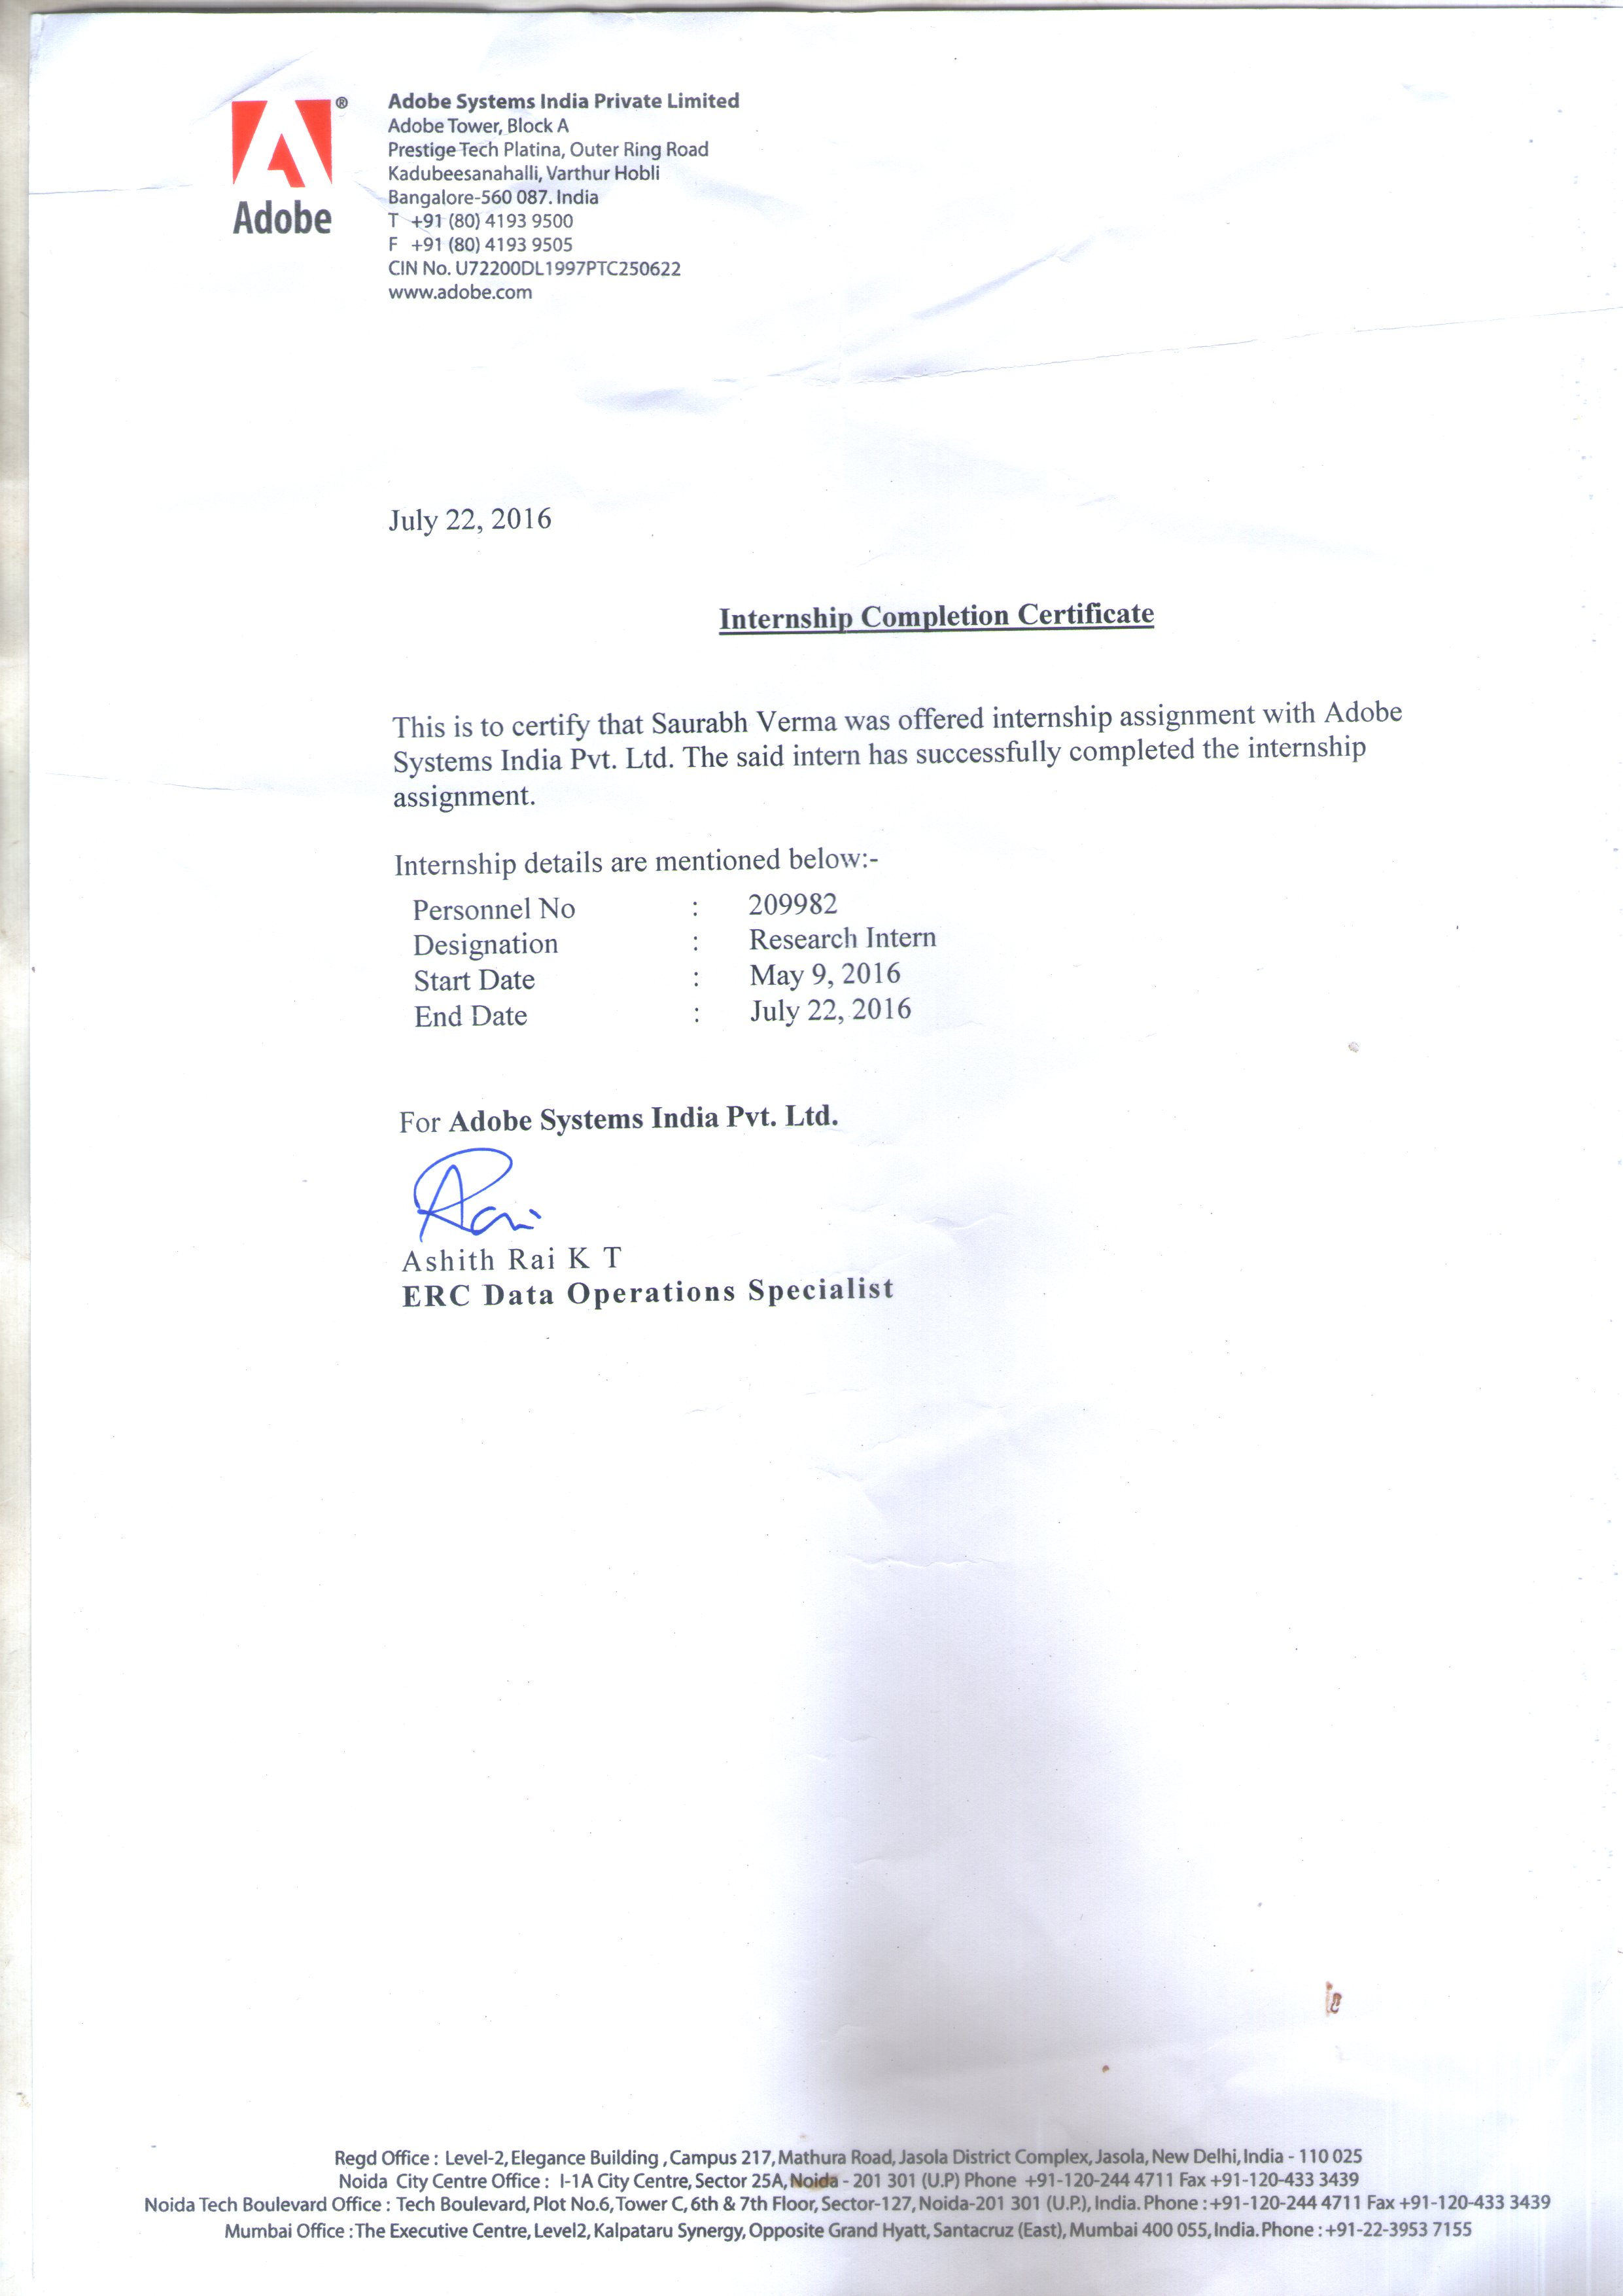 Adobe®
Adobe Systems India Private Limited
Adobe Tower, Block A
Prestige Tech Platina, Outer Ring Road
Kadubeesanahalli, Varthur Hobli
Bangalore-560 087. India
T +91 (80) 4193 9500
F +91 (80) 4193 9505
CIN No. U72200DL1997PTC250622
www.adobe.com
July 22, 2016
Internship Completion Certificate
This is to certify that Saurabh Verma was offered internship assignment with Adobe
Systems India Pvt. Ltd. The said intern has successfully completed the internship
assignment.
Internship details are mentioned below:-
Personnel No : 209982
Designation : Research Intern
Start Date : May 9, 2016
End Date : July 22, 2016
For Adobe Systems India Pvt. Ltd.
Rai
Ashith Rai K T
ERC Data Operations Specialist
Regd Office : Level-2, Elegance Building , Campus 217, Mathura Road, Jasola District Complex, Jasola, New Delhi, India - 110 025
Noida City Centre Office : I-1A City Centre, Sector 25A, Noida - 201 301 (U.P) Phone +91-120-244 4711 Fax +91-120-433 3439
Noida Tech Boulevard Office : Tech Boulevard, Plot No.6, Tower C, 6th & 7th Floor, Sector-127, Noida-201 301 (U.P.), India. Phone : +91-120-244 4711 Fax +91-120-433 3439
Mumbai Office : The Executive Centre, Level2, Kalpataru Synergy, Opposite Grand Hyatt, Santacruz (East), Mumbai 400 055, India. Phone : +91-22-3953 7155